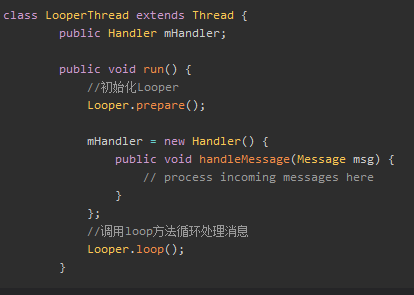 class LooperThread extends Thread {
public Handler mHandler;
public void run() {
//初始化Looper
Looper.prepare();
mHandler = new Handler() {
public void handleMessage(Message msg) {
// process incoming messages here
}
};
//调用loop方法循环处理消息
Looper.loop();
}